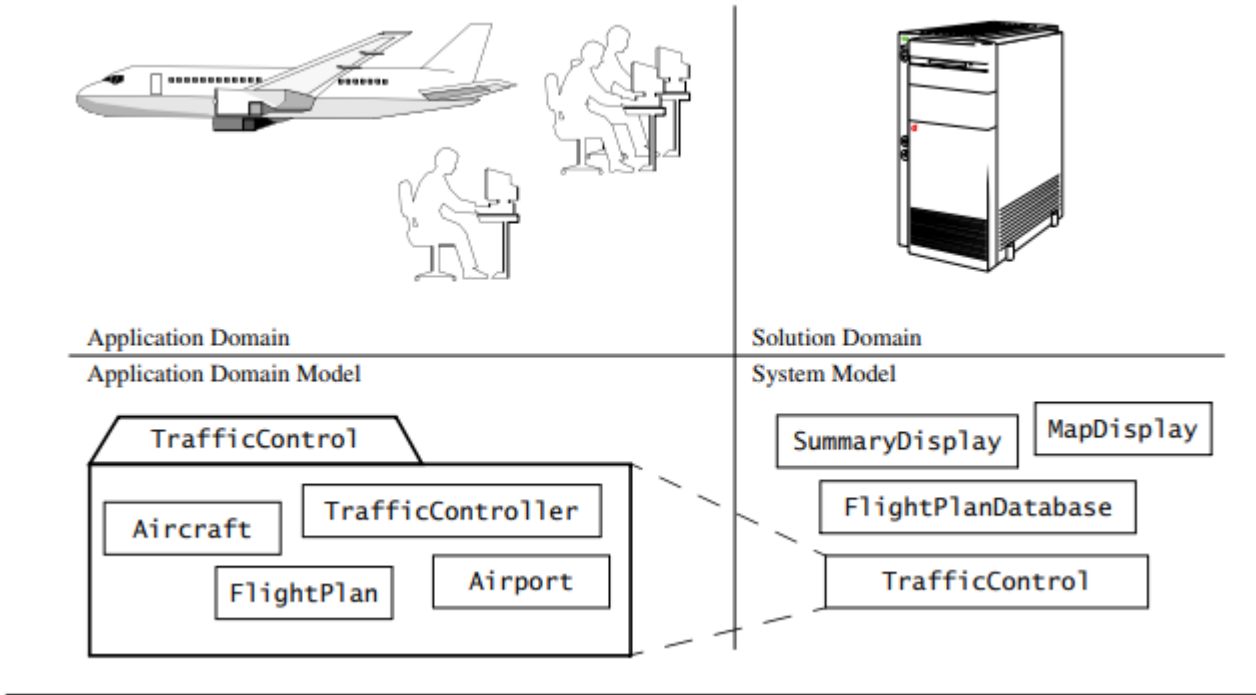 Application Domain
Solution Domain
Application Domain Model
System Model
TrafficControl
Aircraft
TrafficController
FlightPlan
Airport
SummaryDisplay
MapDisplay
FlightPlanDatabase
TrafficControl